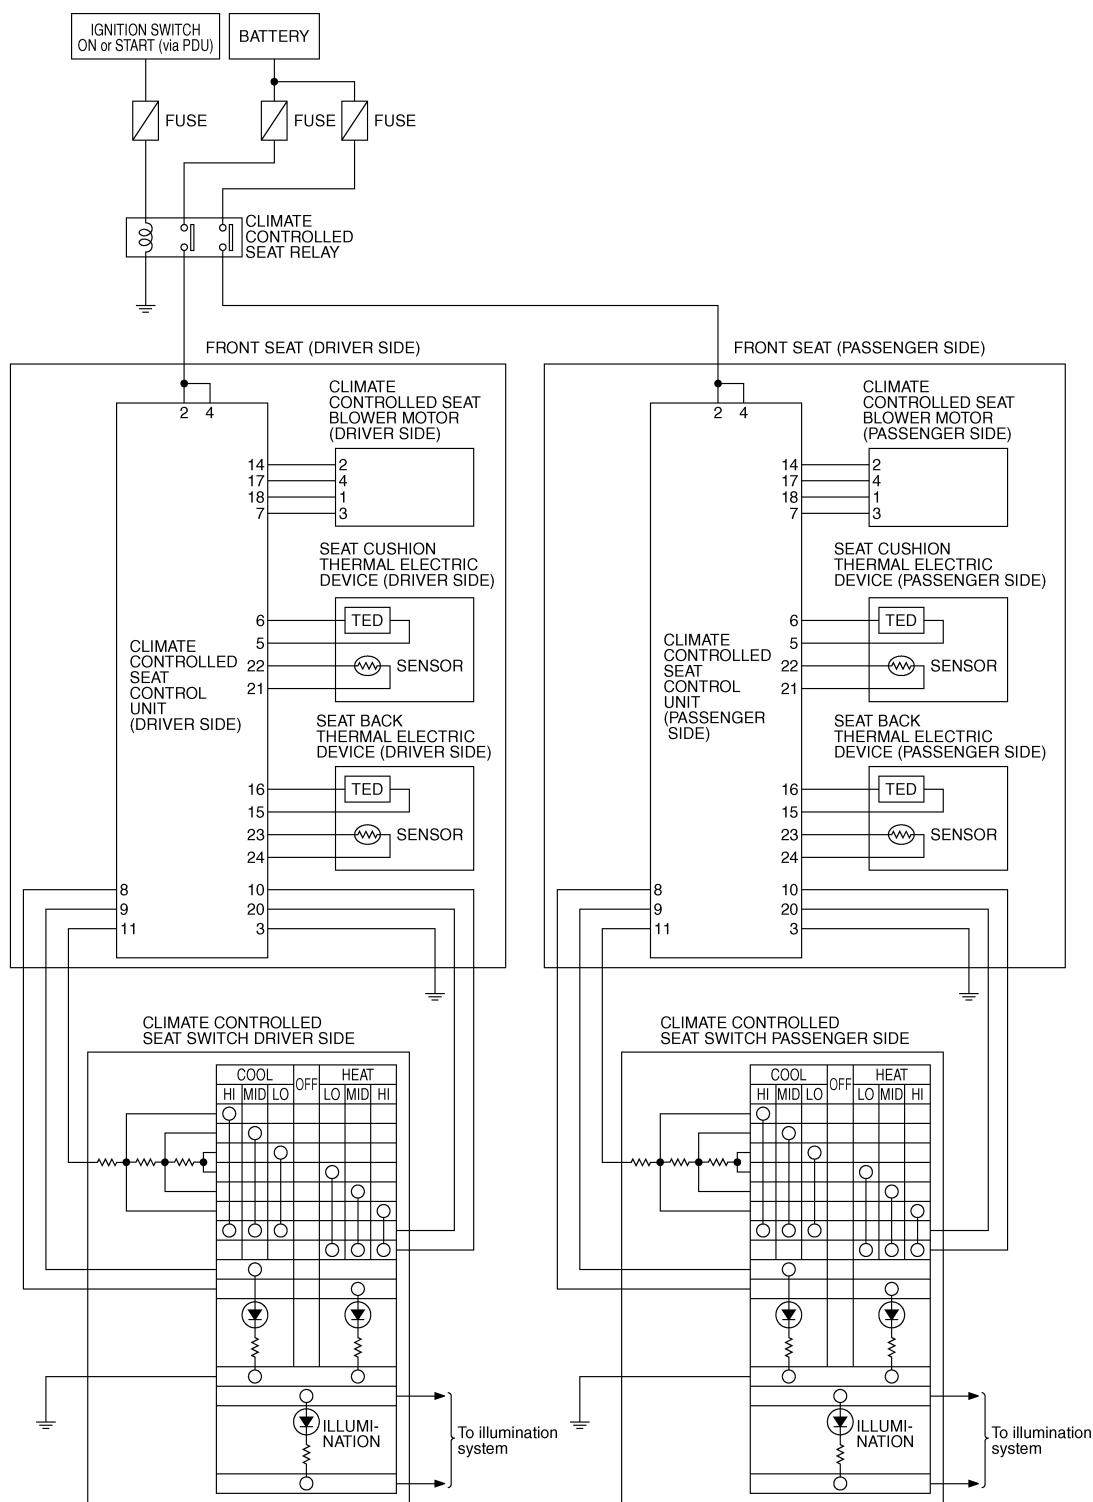 IGNITION SWITCH
ON or START (via PDU)
BATTERY
FUSE
FUSE
FUSE
CLIMATE
CONTROLLED
SEAT RELAY
FRONT SEAT (DRIVER SIDE)
2 4
CLIMATE
CONTROLLED SEAT
BLOWER MOTOR
(DRIVER SIDE)
14 2
17 4
18 1
7 3
SEAT CUSHION
THERMAL ELECTRIC
DEVICE (DRIVER SIDE)
6 TED
5
22 SENSOR
21
CLIMATE
CONTROLLED
SEAT
CONTROL
UNIT
(DRIVER SIDE)
SEAT BACK
THERMAL ELECTRIC
DEVICE (DRIVER SIDE)
16 TED
15
23 SENSOR
24
8 10
9 20
11 3
CLIMATE CONTROLLED
SEAT SWITCH DRIVER SIDE
COOL OFF HEAT
HI MID LO LO MID HI
ILLUMI-
NATION
To illumination
system
FRONT SEAT (PASSENGER SIDE)
2 4
CLIMATE
CONTROLLED SEAT
BLOWER MOTOR
(PASSENGER SIDE)
14 2
17 4
18 1
7 3
SEAT CUSHION
THERMAL ELECTRIC
DEVICE (PASSENGER SIDE)
6 TED
5
22 SENSOR
21
CLIMATE
CONTROLLED
SEAT
CONTROL
UNIT
(PASSENGER
SIDE)
SEAT BACK
THERMAL ELECTRIC
DEVICE (PASSENGER SIDE)
16 TED
15
23 SENSOR
24
8 10
9 20
11 3
CLIMATE CONTROLLED
SEAT SWITCH PASSENGER SIDE
COOL OFF HEAT
HI MID LO LO MID HI
ILLUMI-
NATION
To illumination
system